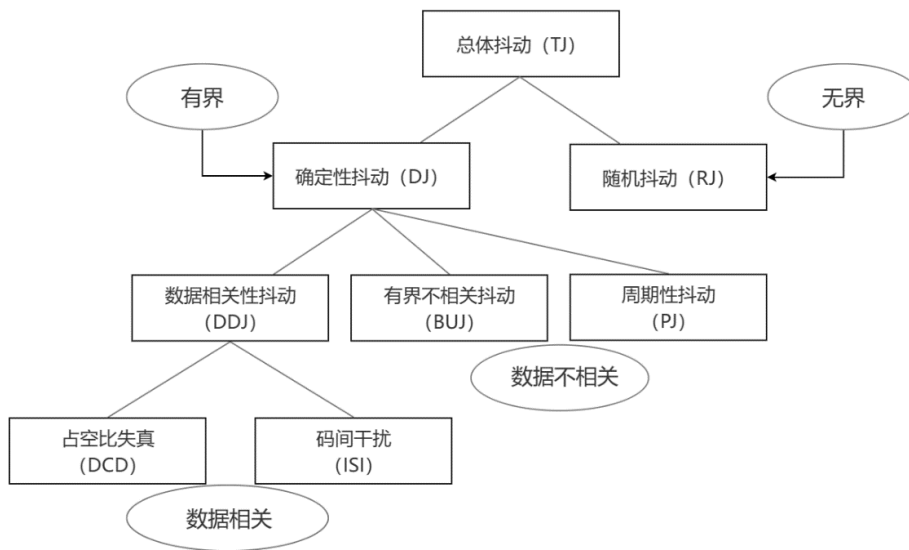 总体抖动（TJ）
有界
无界
确定性抖动（DJ）
随机抖动（RJ）
数据相关性抖动
（DDJ）
有界不相关抖动
（BUJ）
周期性抖动
（PJ）
数据不相关
占空比失真
（DCD）
码间干扰
（ISI）
数据相关